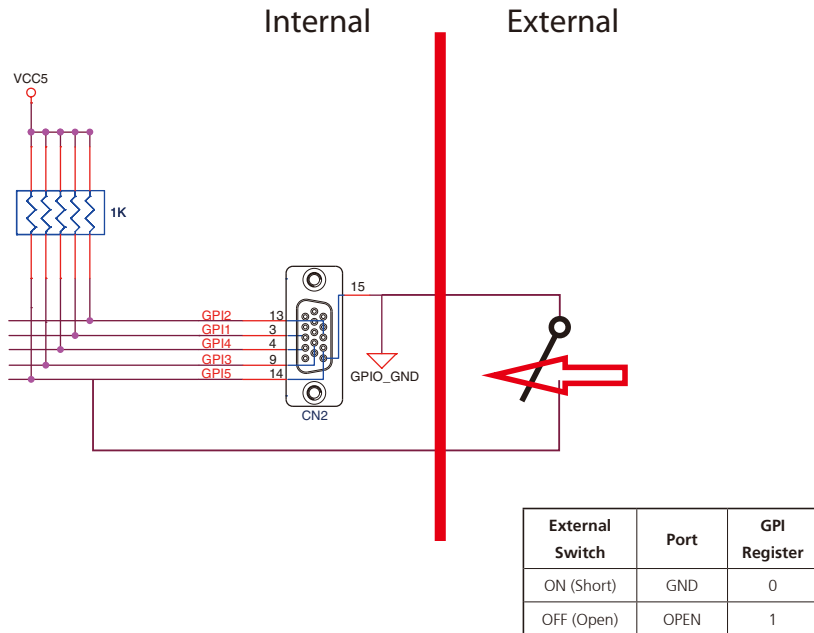 Internal
External
VCC5
1K
15
GPI2 13
GPI1 3
GPI4 4
GPI3 9
GPI5 14
GPIO_GND
CN2
External Switch Port GPI Register
ON (Short) GND 0
OFF (Open) OPEN 1